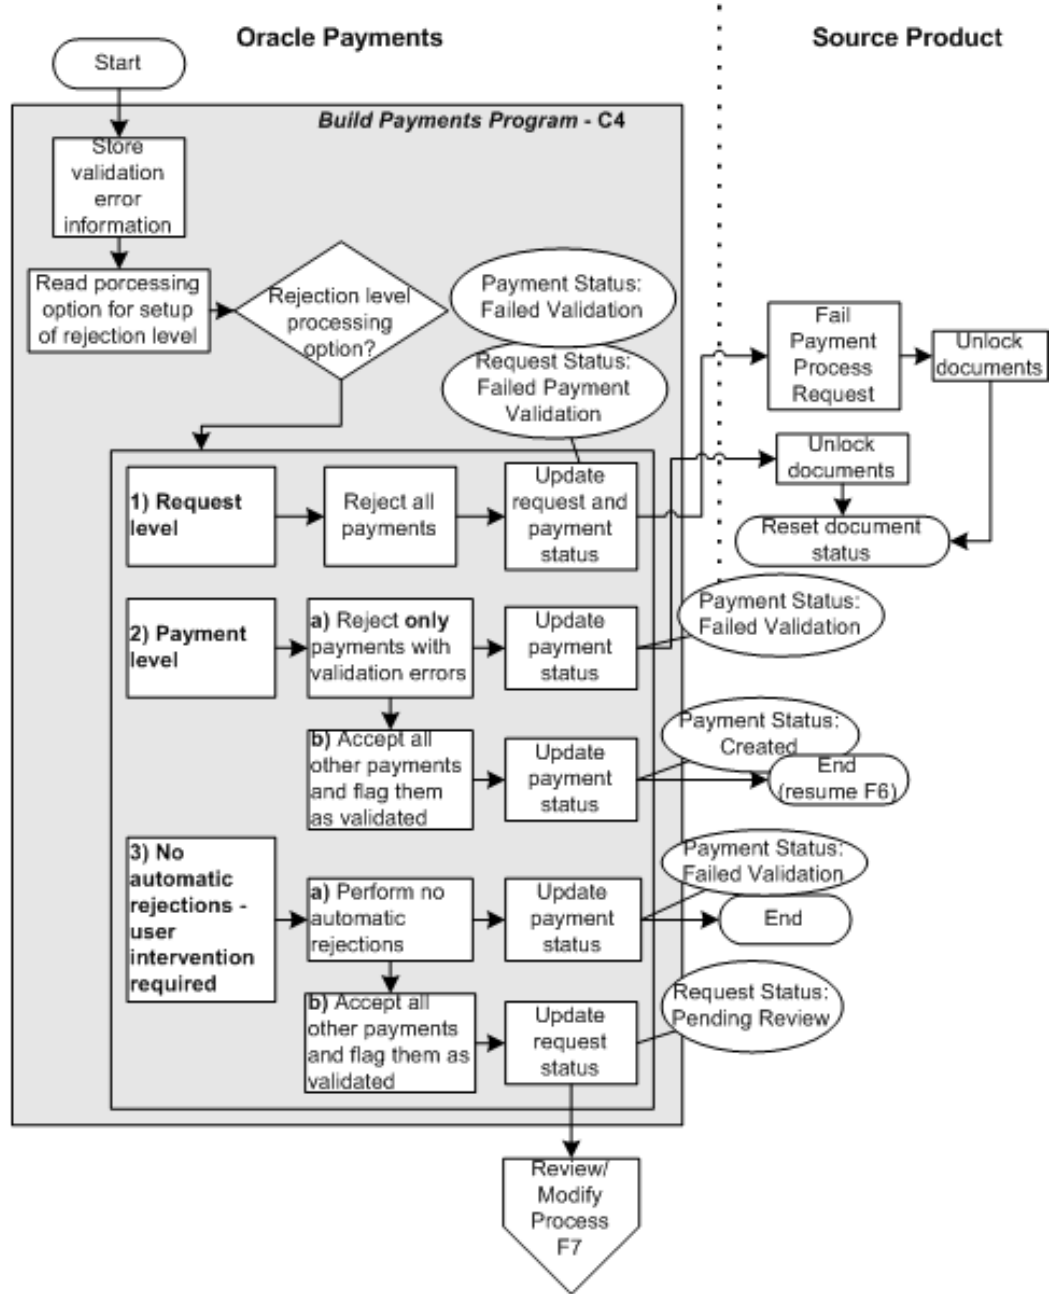 Oracle Payments
Source Product
Start
Build Payments Program - C4
Store
validation
error
information
Read porcessing
option for setup
of rejection level
Rejection level
processing
option?
Payment Status:
Failed Validation
Request Status:
Failed Payment
Validation
Fail
Payment
Process
Request
Unlock
documents
Unlock
documents
Reset document
status
1) Request
level
Reject all
payments
Update
request and
payment
status
2) Payment
level
a) Reject only
payments with
validation errors
Update
payment
status
Payment Status:
Failed Validation
b) Accept all
other payments
and flag them
as validated
Update
payment
status
Payment Status:
Created
End
(resume F6)
3) No
automatic
rejections -
user
intervention
required
a) Perform no
automatic
rejections
Update
payment
status
Payment Status:
Failed Validation
End
b) Accept all
other payments
and flag them as
validated
Update
request
status
Request Status:
Pending Review
Review/
Modify
Process
F7